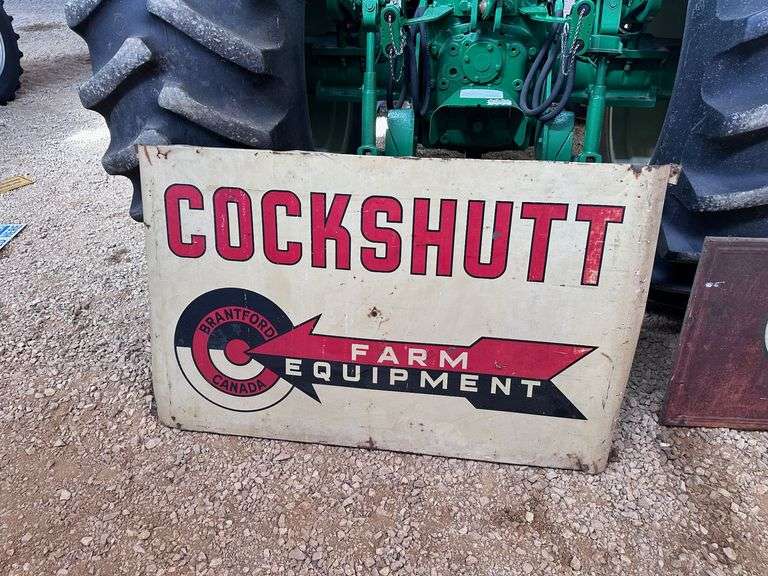 COCKSHUTT
BRANTFORD
CANADA
FARM
EQUIPMENT